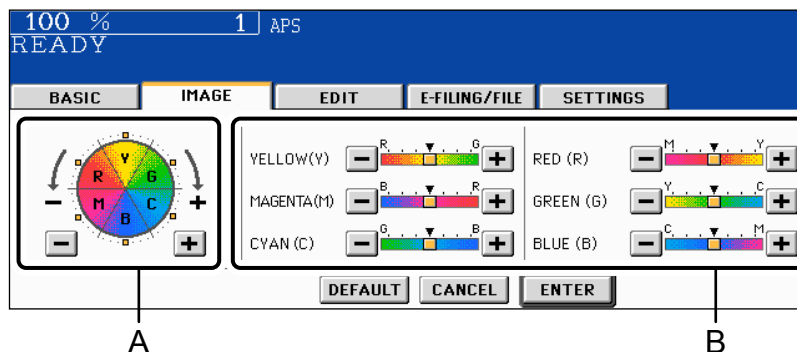 100 % 1 APS
READY
BASIC IMAGE EDIT E-FILING/FILE SETTINGS
Y
R G
M C
B
- +
- +
YELLOW(Y) - R G +
MAGENTA(M) - B R +
CYAN (C) - G B +
RED (R) - M Y +
GREEN (G) - Y C +
BLUE (B) - C M +
DEFAULT CANCEL ENTER
A B